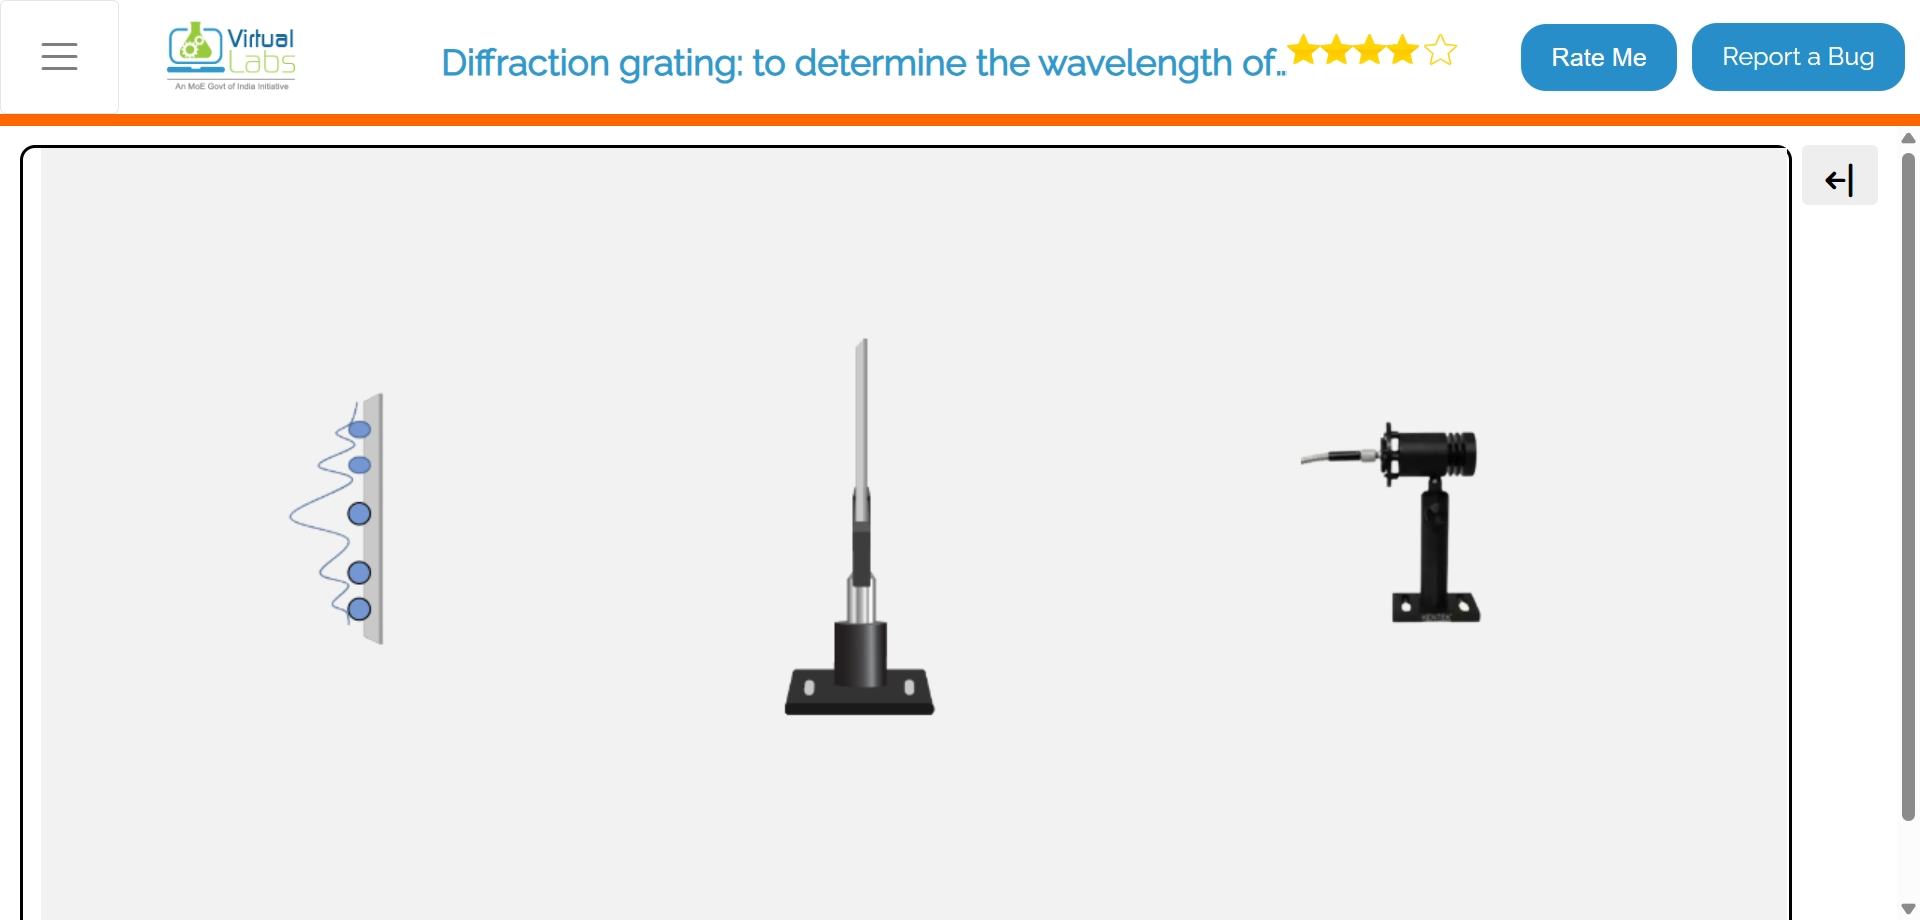 Virtual
Labs
An MoE Govt of India Initiative
Diffraction grating: to determine the wavelength of..
Rate Me
Report a Bug